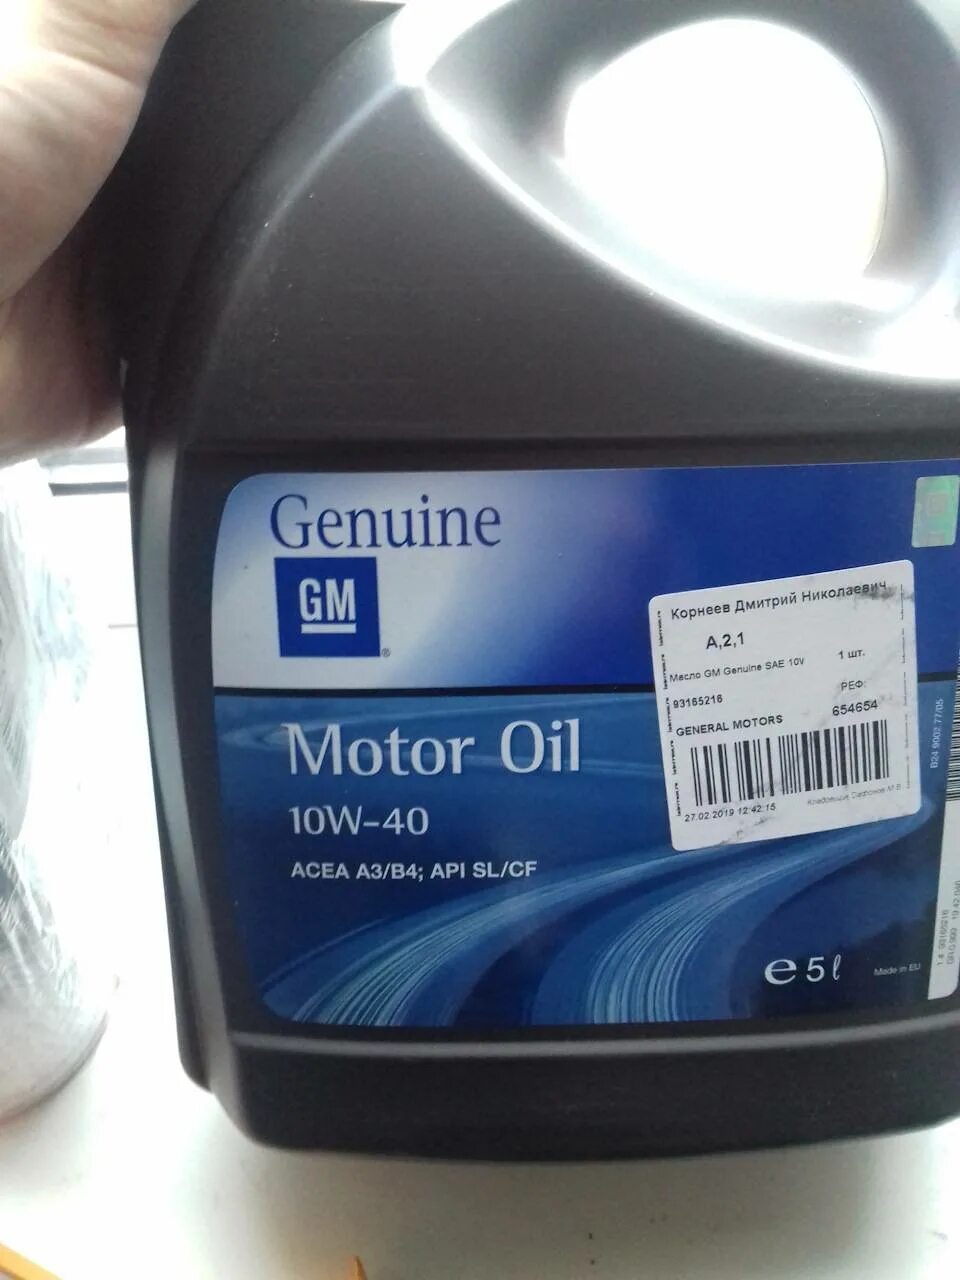 Genuine
GM
®
Motor Oil
10W-40
ACEA A3/B4; API SL/CF
e 5 ℓ
Made in EU
Корнеев Дмитрий Николаевич
А,2,1
Масло GM Genuine SAE 10V
1 шт.
93165216
РЕФ:
GENERAL MOTORS
654654
27.02.2019 12:42:15
Кладовщик:
B24 9002 77/05